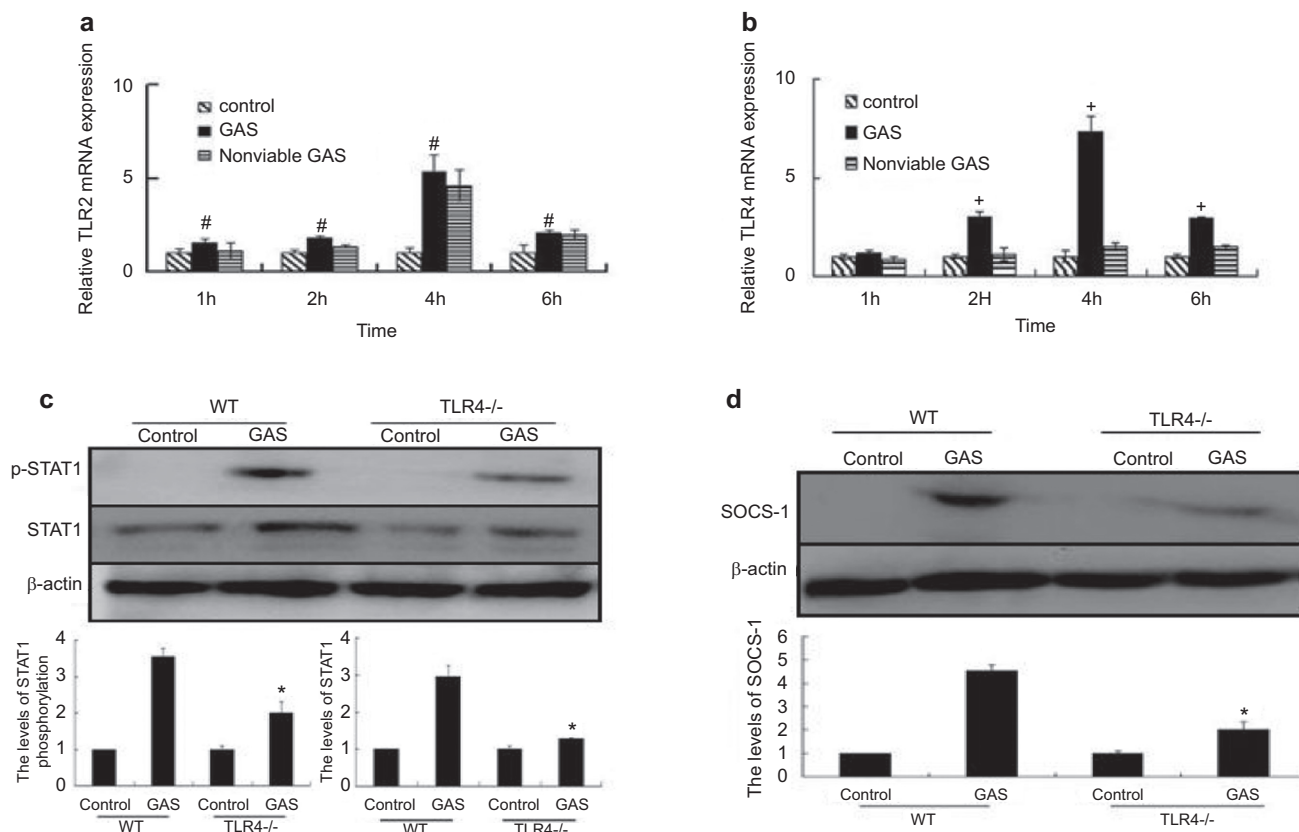 a
Relative TLR2 mRNA expression
10
5
0
control
GAS
Nonviable GAS
#
#
#
#
1h
2h
4h
6h
Time
b
Relative TLR4 mRNA expression
10
5
0
control
GAS
Nonviable GAS
+
+
+
1h
2H
4h
6h
Time
c
WT
TLR4-/-
Control
GAS
Control
GAS
p-STAT1
STAT1
β-actin
The levels of STAT1
phosphorylation
4
3
2
1
0
*
Control
GAS
Control
GAS
WT
TLR4-/-
The levels of STAT1
4
3
2
1
0
*
Control
GAS
Control
GAS
WT
TLR4-/-
d
WT
TLR4-/-
Control
GAS
Control
GAS
SOCS-1
β-actin
The levels of SOCS-1
6
5
4
3
2
1
0
*
Control
GAS
Control
GAS
WT
TLR4-/-